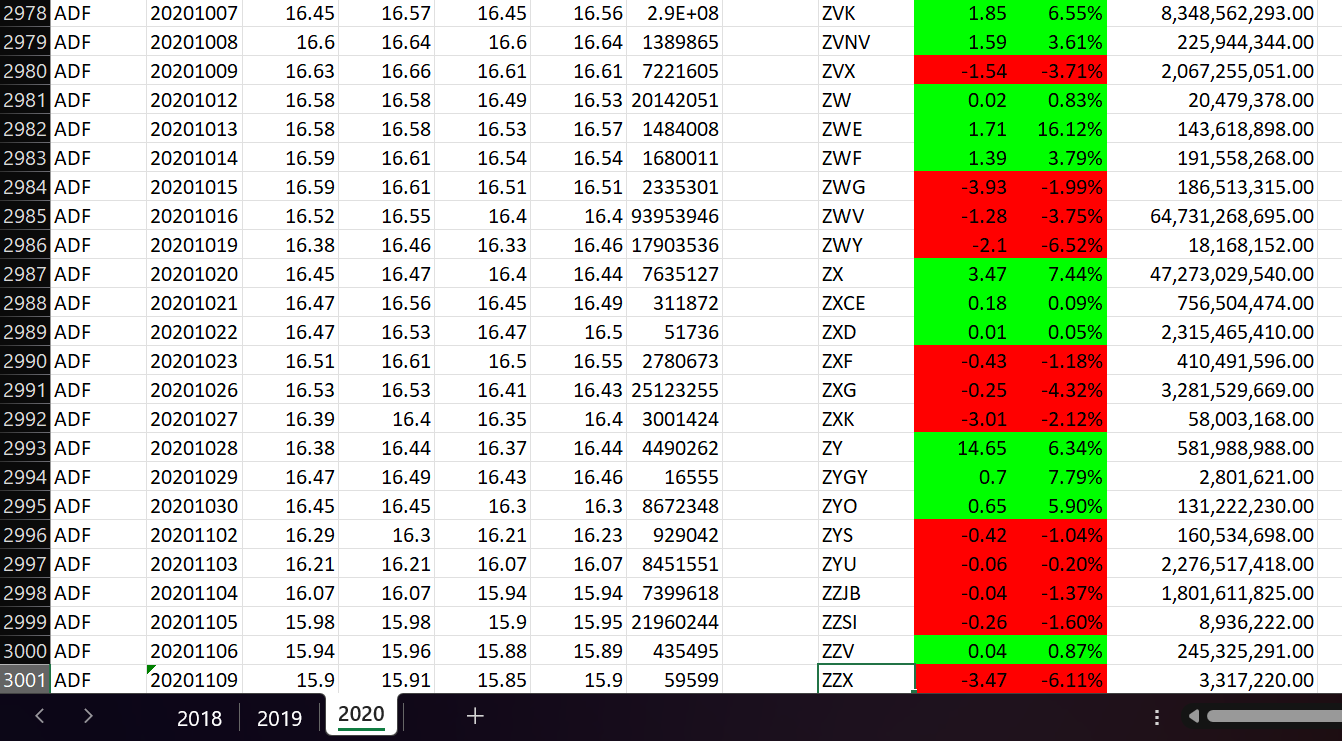 2978 ADF 20201007 16.45 16.57 16.45 16.56 2.9E+08 ZVK 1.85 6.55% 8,348,562,293.00
2979 ADF 20201008 16.6 16.64 16.6 16.64 1389865 ZVNV 1.59 3.61% 225,944,344.00
2980 ADF 20201009 16.63 16.66 16.61 16.61 7221605 ZVX -1.54 -3.71% 2,067,255,051.00
2981 ADF 20201012 16.58 16.58 16.49 16.53 20142051 ZW 0.02 0.83% 20,479,378.00
2982 ADF 20201013 16.58 16.58 16.53 16.57 1484008 ZWE 1.71 16.12% 143,618,898.00
2983 ADF 20201014 16.59 16.61 16.54 16.54 1680011 ZWF 1.39 3.79% 191,558,268.00
2984 ADF 20201015 16.59 16.61 16.51 16.51 2335301 ZWG -3.93 -1.99% 186,513,315.00
2985 ADF 20201016 16.52 16.55 16.4 16.4 93953946 ZWV -1.28 -3.75% 64,731,268,695.00
2986 ADF 20201019 16.38 16.46 16.33 16.46 17903536 ZWY -2.1 -6.52% 18,168,152.00
2987 ADF 20201020 16.45 16.47 16.4 16.44 7635127 ZX 3.47 7.44% 47,273,029,540.00
2988 ADF 20201021 16.47 16.56 16.45 16.49 311872 ZXCE 0.18 0.09% 756,504,474.00
2989 ADF 20201022 16.47 16.53 16.47 16.5 51736 ZXD 0.01 0.05% 2,315,465,410.00
2990 ADF 20201023 16.51 16.61 16.5 16.55 2780673 ZXF -0.43 -1.18% 410,491,596.00
2991 ADF 20201026 16.53 16.53 16.41 16.43 25123255 ZXG -0.25 -4.32% 3,281,529,669.00
2992 ADF 20201027 16.39 16.4 16.35 16.4 3001424 ZXK -3.01 -2.12% 58,003,168.00
2993 ADF 20201028 16.38 16.44 16.37 16.44 4490262 ZY 14.65 6.34% 581,988,988.00
2994 ADF 20201029 16.47 16.49 16.43 16.46 16555 ZYGY 0.7 7.79% 2,801,621.00
2995 ADF 20201030 16.45 16.45 16.3 16.3 8672348 ZYO 0.65 5.90% 131,222,230.00
2996 ADF 20201102 16.29 16.3 16.21 16.23 929042 ZYS -0.42 -1.04% 160,534,698.00
2997 ADF 20201103 16.21 16.21 16.07 16.07 8451551 ZYU -0.06 -0.20% 2,276,517,418.00
2998 ADF 20201104 16.07 16.07 15.94 15.94 7399618 ZZJB -0.04 -1.37% 1,801,611,825.00
2999 ADF 20201105 15.98 15.98 15.9 15.95 21960244 ZZSI -0.26 -1.60% 8,936,222.00
3000 ADF 20201106 15.94 15.96 15.88 15.89 435495 ZZV 0.04 0.87% 245,325,291.00
3001 ADF 20201109 15.9 15.91 15.85 15.9 59599 ZZX -3.47 -6.11% 3,317,220.00
2018 2019 2020